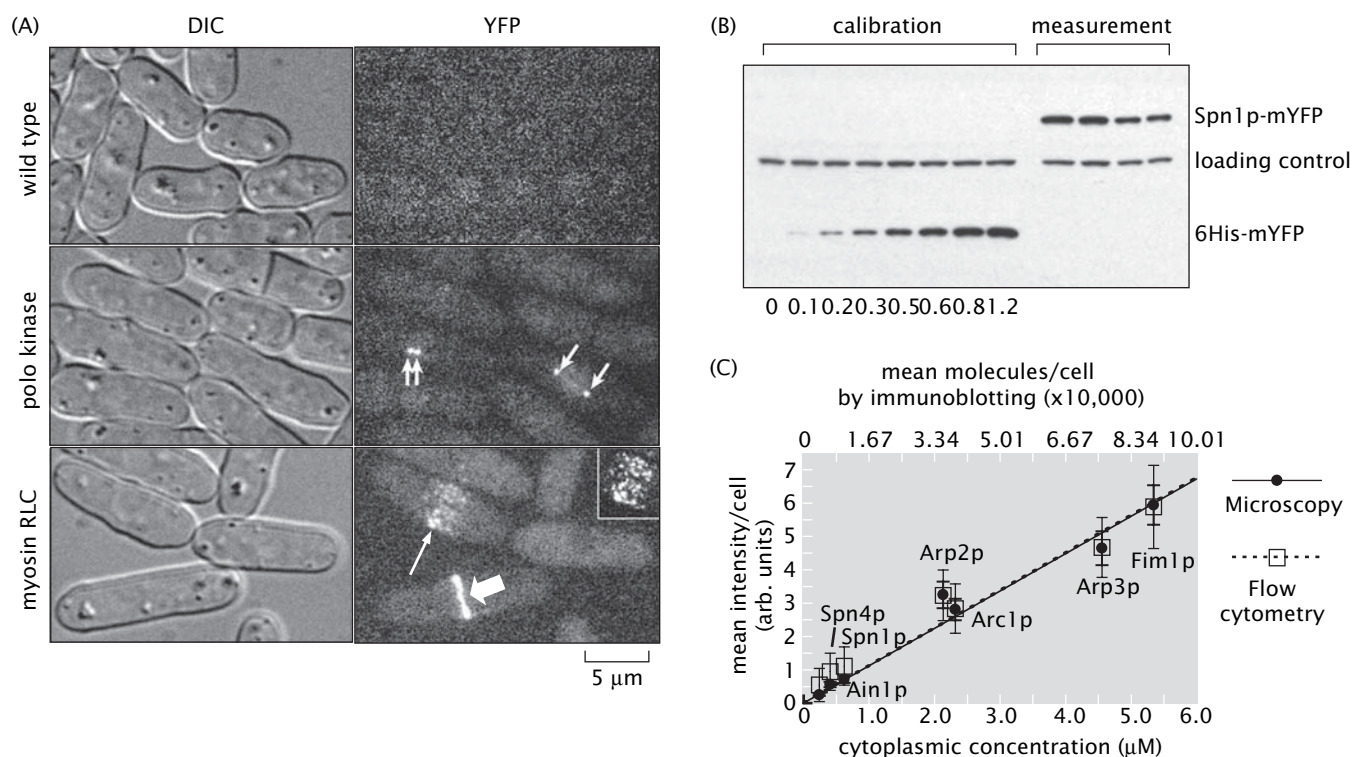 (A)
DIC
YFP
wild type
polo kinase
myosin RLC
5 μm
(B)
calibration
measurement
Spn1p-mYFP
loading control
6His-mYFP
0 0.10.20.30.50.60.81.2
(C)
mean molecules/cell
by immunoblotting (x10,000)
0 1.67 3.34 5.01 6.67 8.34 10.01
mean intensity/cell
(arb. units)
7
6
5
4
3
2
1
0
Arp2p
Spn4p
Spn1p
Ain1p
Arc1p
Arp3p
Fim1p
0 1.0 2.0 3.0 4.0 5.0 6.0
cytoplasmic concentration (μM)
Microscopy
Flow
cytometry